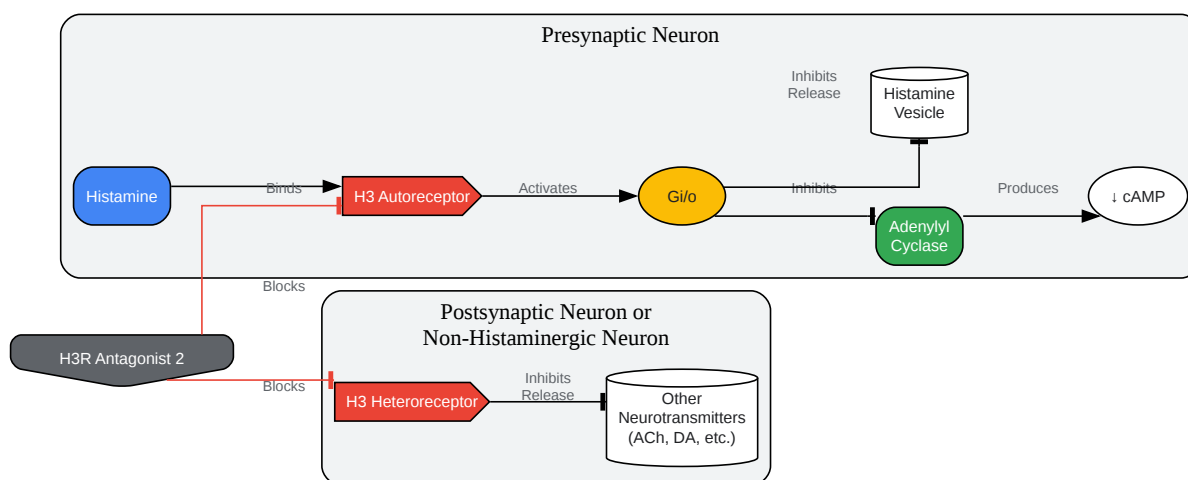 Presynaptic Neuron
Inhibits
Release
Histamine
Vesicle
Histamine
Binds
H3 Autoreceptor
Activates
Gi/o
Inhibits
Adenylyl
Cyclase
Produces
↓ cAMP
Blocks
Postsynaptic Neuron or
Non-Histaminergic Neuron
H3R Antagonist 2
Blocks
H3 Heteroreceptor
Inhibits
Release
Other
Neurotransmitters
(ACh, DA, etc.)